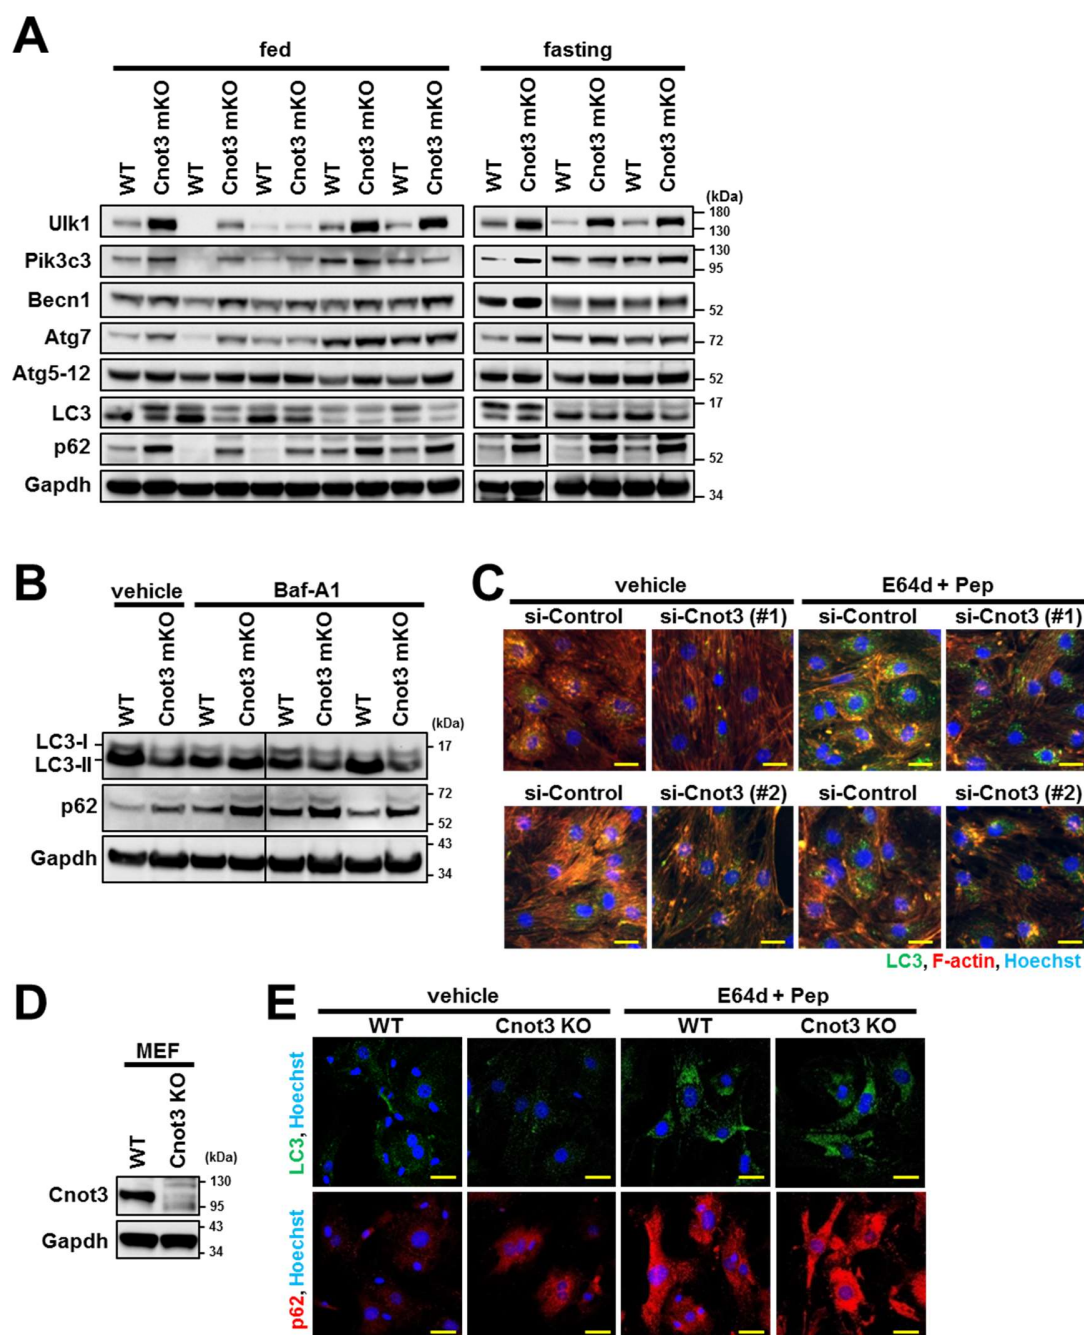 A
fed
fasting
WT
Cnot3 mKO
WT
Cnot3 mKO
WT
Cnot3 mKO
WT
Cnot3 mKO
WT
Cnot3 mKO
WT
Cnot3 mKO
WT
Cnot3 mKO
WT
Cnot3 mKO
(kDa)
Ulk1
180
130
Pik3c3
130
95
Becn1
52
Atg7
72
Atg5-12
52
LC3
17
p62
52
Gapdh
34
B
vehicle
Baf-A1
WT
Cnot3 mKO
WT
Cnot3 mKO
WT
Cnot3 mKO
WT
Cnot3 mKO
(kDa)
LC3-I
LC3-II
17
p62
72
52
Gapdh
43
34
C
vehicle
E64d + Pep
si-Control
si-Cnot3 (#1)
si-Control
si-Cnot3 (#1)
si-Control
si-Cnot3 (#2)
si-Control
si-Cnot3 (#2)
LC3, F-actin, Hoechst
D
MEF
WT
Cnot3 KO
(kDa)
Cnot3
130
95
Gapdh
43
34
E
vehicle
E64d + Pep
WT
Cnot3 KO
WT
Cnot3 KO
LC3, Hoechst
p62, Hoechst